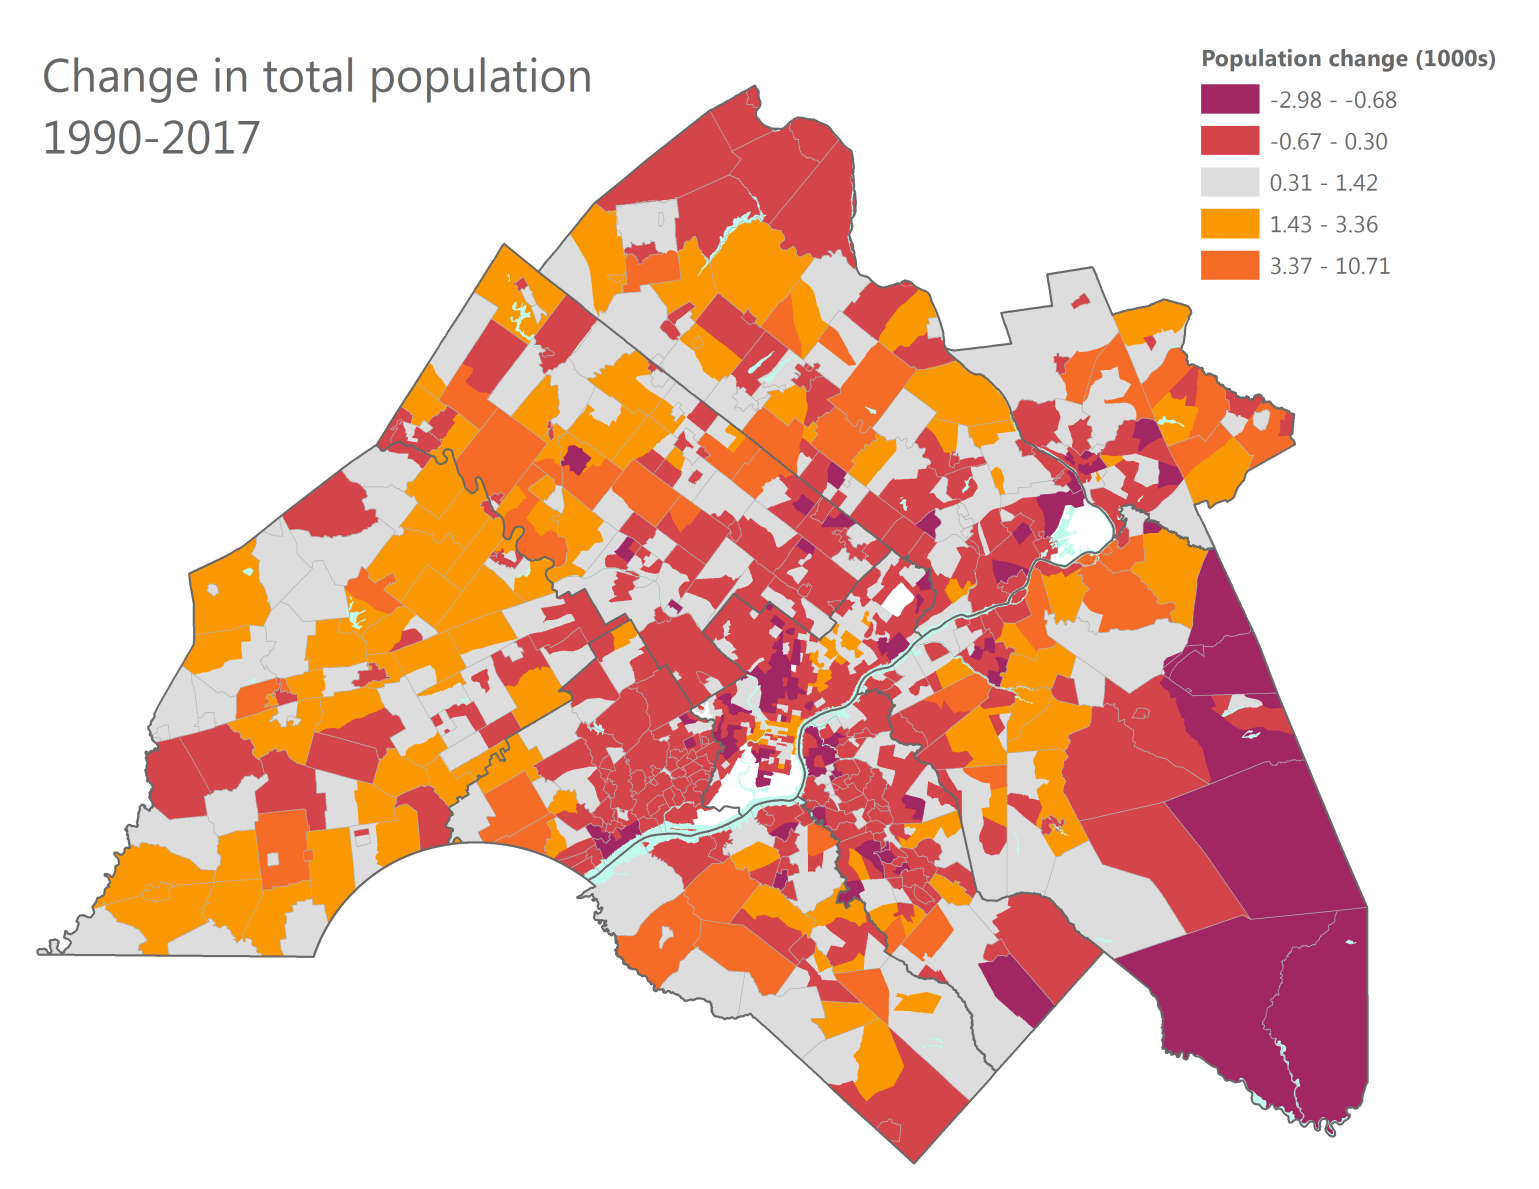 Change in total population
1990-2017
Population change (1000s)
-2.98 - -0.68
-0.67 - 0.30
0.31 - 1.42
1.43 - 3.36
3.37 - 10.71